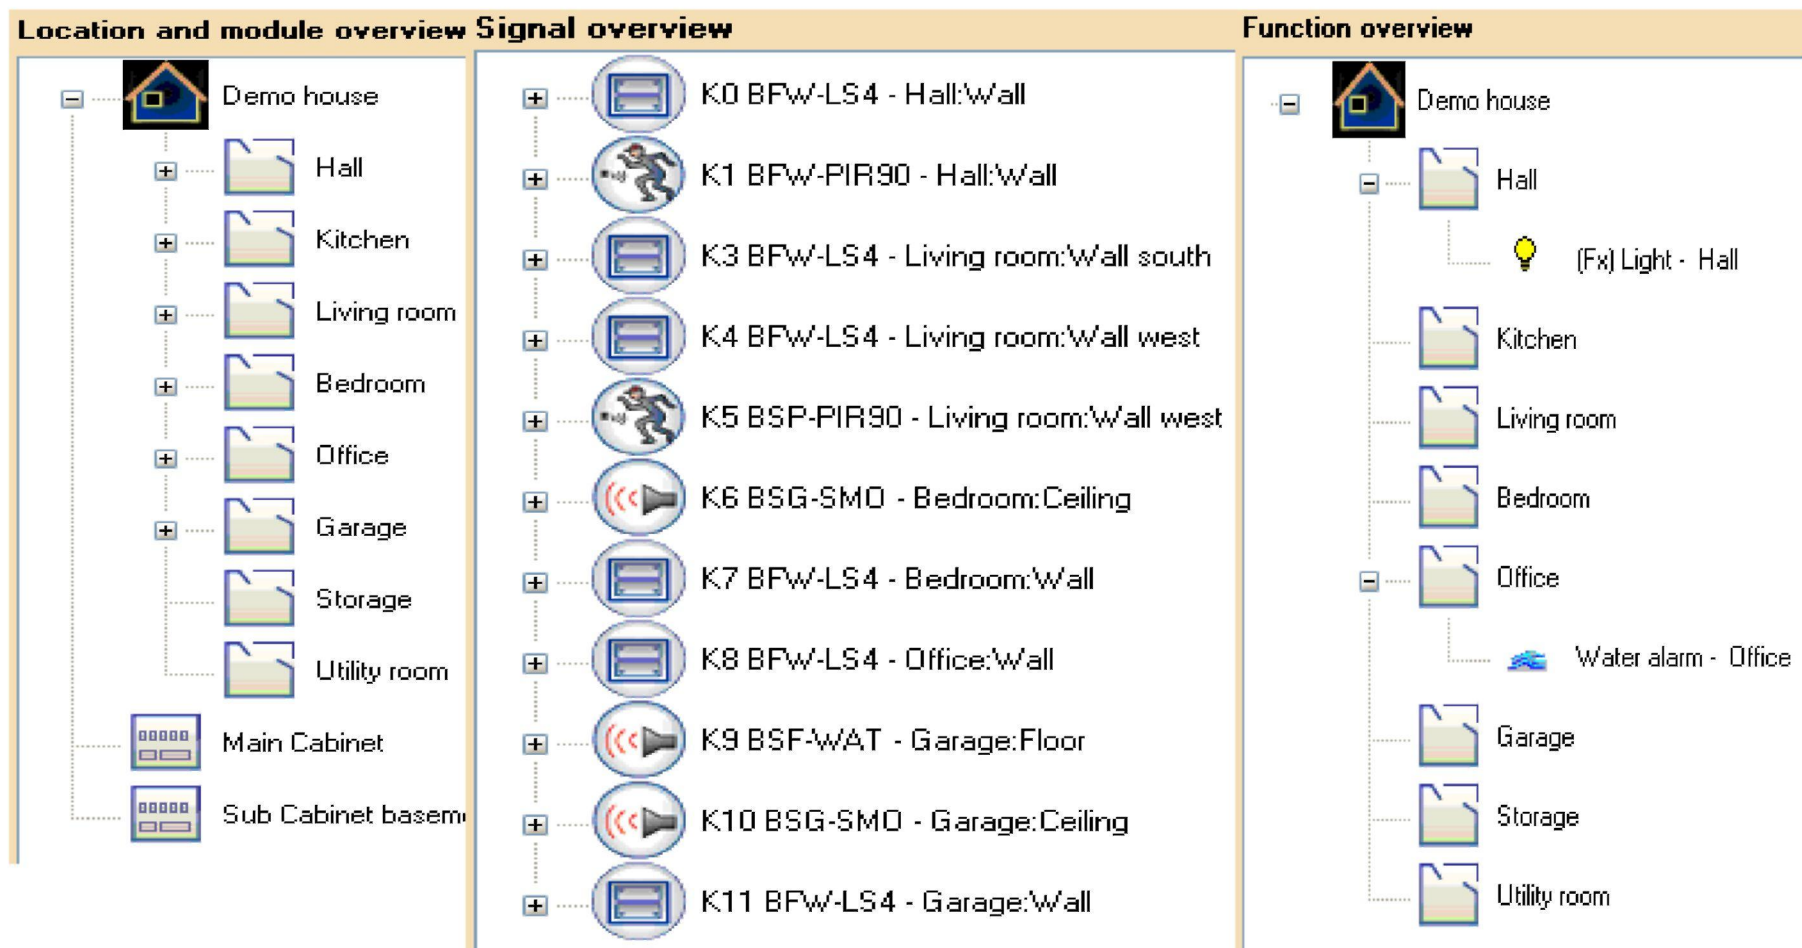 Location and module overview
Demo house
Hall
Kitchen
Living room
Bedroom
Office
Garage
Storage
Utility room
Main Cabinet
Sub Cabinet basem
Signal overview
K0 BFW-LS4 - Hall:Wall
K1 BFW-PIR90 - Hall:Wall
K3 BFW-LS4 - Living room:Wall south
K4 BFW-LS4 - Living room:Wall west
K5 BSP-PIR90 - Living room:Wall west
K6 BSG-SMO - Bedroom:Ceiling
K7 BFW-LS4 - Bedroom:Wall
K8 BFW-LS4 - Office:Wall
K9 BSF-WAT - Garage:Floor
K10 BSG-SMO - Garage:Ceiling
K11 BFW-LS4 - Garage:Wall
Function overview
Demo house
Hall
(Fx) Light - Hall
Kitchen
Living room
Bedroom
Office
Water alarm - Office
Garage
Storage
Utility room